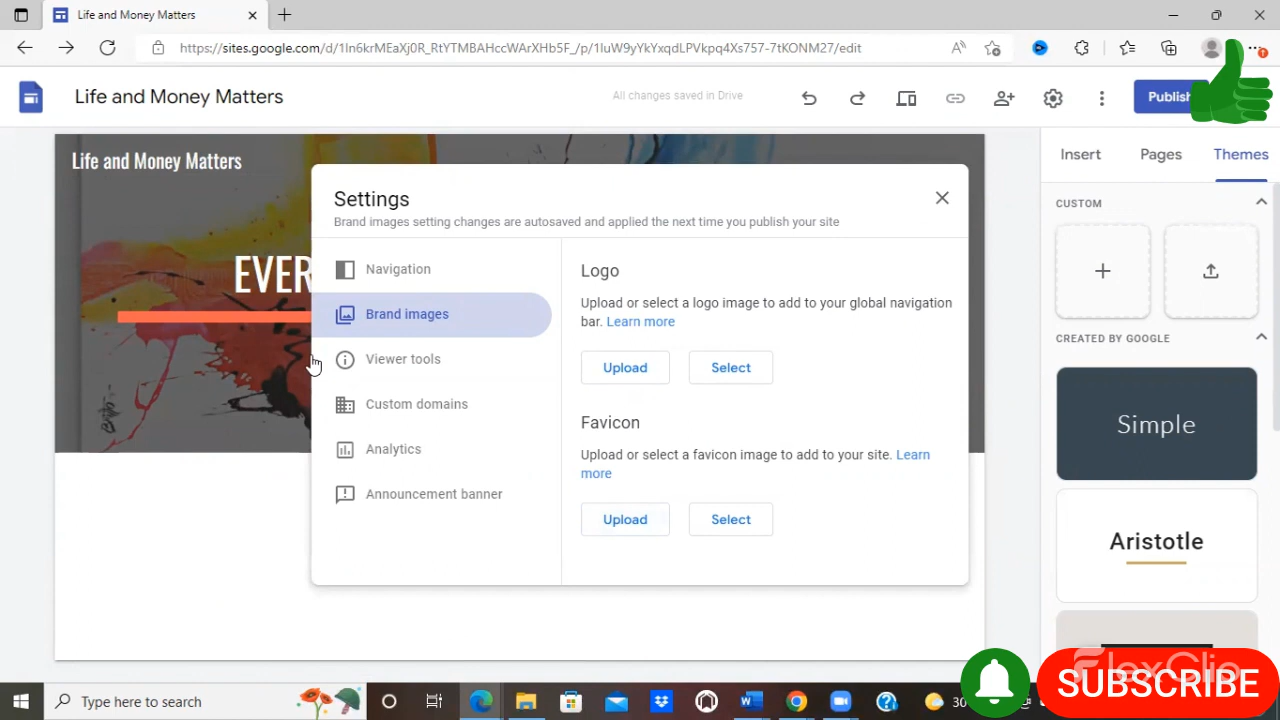 Life and Money Matters
https://sites.google.com/d/1In6krMEaXj0R_RtYTMBAHccWArXHb5F_/p/1IuW9yYkYxqdLPVkpq4Xs757-7tKONM27/edit
Life and Money Matters
All changes saved in Drive
Publish
Insert
Pages
Themes
Life and Money Matters
EVER
Settings
Brand images setting changes are autosaved and applied the next time you publish your site
Navigation
Brand images
Viewer tools
Custom domains
Analytics
Announcement banner
Logo
Upload or select a logo image to add to your global navigation
bar. Learn more
Upload
Select
Favicon
Upload or select a favicon image to add to your site. Learn
more
Upload
Select
CUSTOM
CREATED BY GOOGLE
Simple
Aristotle
FlexClip
SUBSCRIBE
Type here to search
30